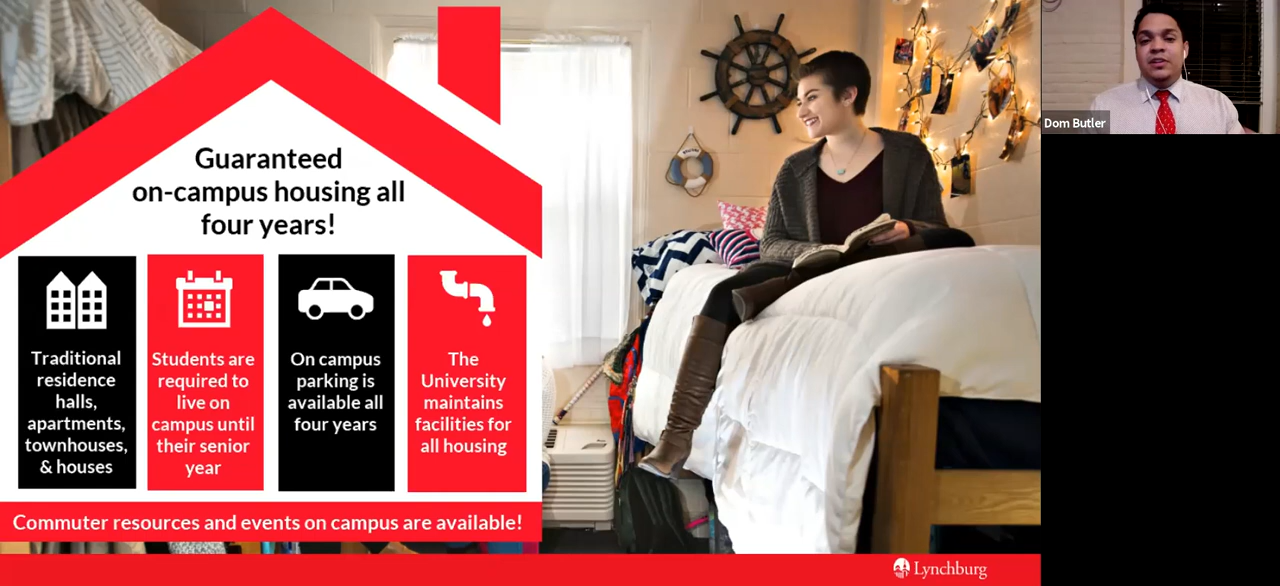 Guaranteed
on-campus housing all
four years!
Traditional
residence
halls,
apartments,
townhouses,
& houses
Students are
required to
live on
campus until
their senior
year
On campus
parking is
available all
four years
The
University
maintains
facilities for
all housing
Commuter resources and events on campus are available!
Lynchburg
Dom Butler